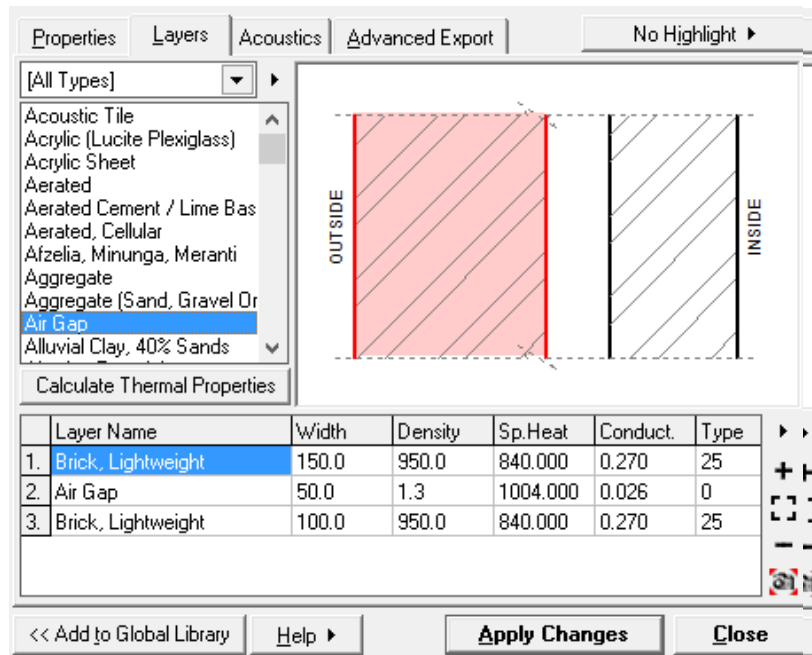 Properties Layers Acoustics Advanced Export No Highlight
[All Types]
Acoustic Tile
Acrylic (Lucite Plexiglass)
Acrylic Sheet
Aerated
Aerated Cement / Lime Bas
Aerated, Cellular
Afzelia, Minunga, Meranti
Aggregate
Aggregate (Sand, Gravel Or
Air Gap
Alluvial Clay, 40% Sands
Calculate Thermal Properties
OUTSIDE
INSIDE
Layer Name Width Density Sp.Heat Conduct. Type
1. Brick, Lightweight 150.0 950.0 840.000 0.270 25
2. Air Gap 50.0 1.3 1004.000 0.026 0
3. Brick, Lightweight 100.0 950.0 840.000 0.270 25
<< Add to Global Library Help Apply Changes Close